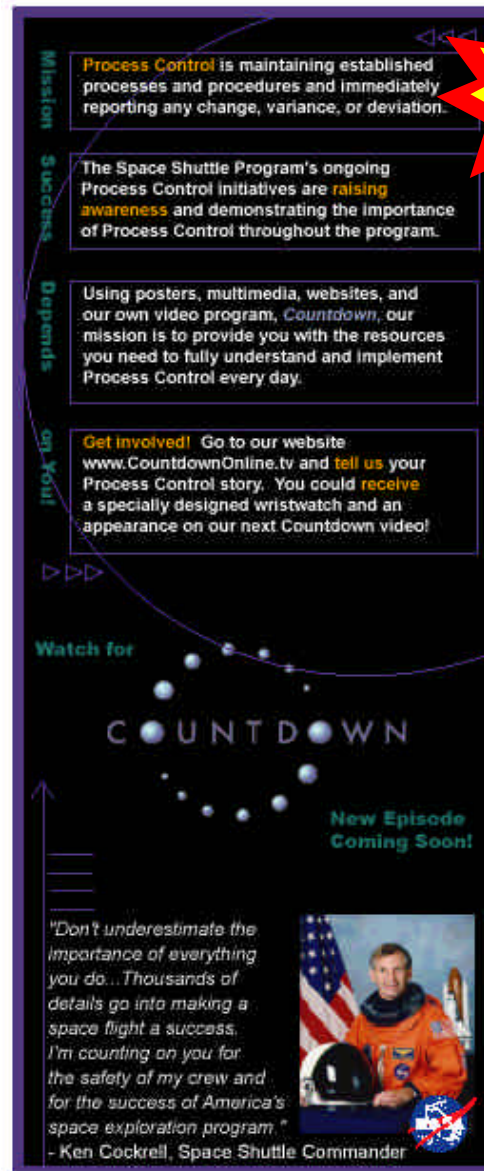 Mission Success Depends on You!
Process Control is maintaining established
processes and procedures and immediately
reporting any change, variance, or deviation.
The Space Shuttle Program's ongoing
Process Control initiatives are raising
awareness and demonstrating the importance
of Process Control throughout the program.
Using posters, multimedia, websites, and
our own video program, Countdown, our
mission is to provide you with the resources
you need to fully understand and implement
Process Control every day.
Get involved! Go to our website
www.CountdownOnline.tv and tell us your
Process Control story. You could receive
a specially designed wristwatch and an
appearance on our next Countdown video!
Watch for
COUNTDOWN
New Episode
Coming Soon!
"Don't underestimate the
importance of everything
you do...Thousands of
details go into making a
space flight a success.
I'm counting on you for
the safety of my crew and
for the success of America's
space exploration program."
- Ken Cockrell, Space Shuttle Commander